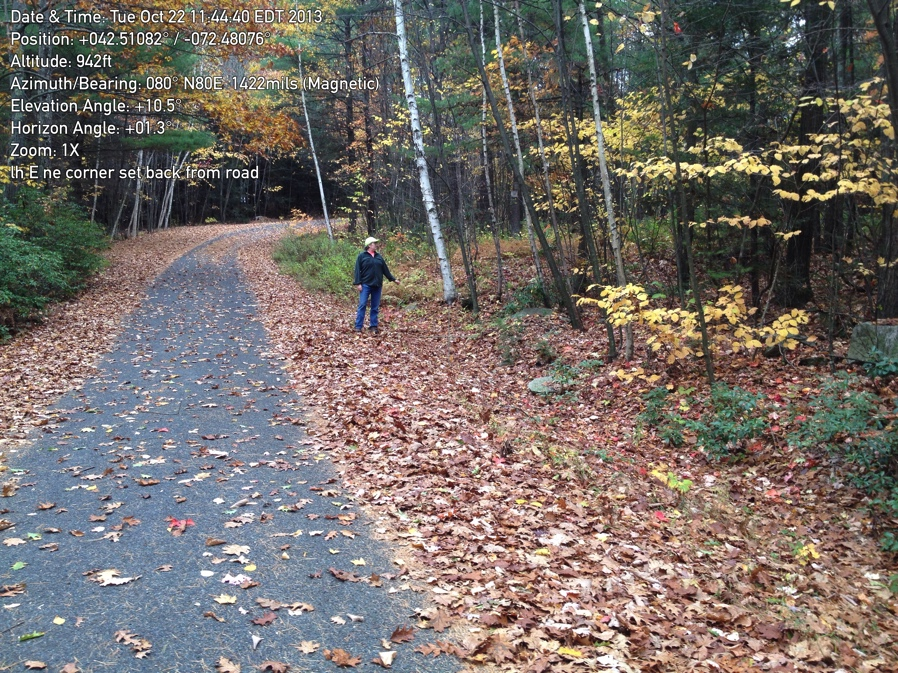 Date & Time: Tue Oct 22 11:44:40 EDT 2013
Position: +042.51082° / -072.48076°
Altitude: 942ft
Azimuth/Bearing: 080° N80E 1422mils (Magnetic)
Elevation Angle: +10.5°
Horizon Angle: +01.3°
Zoom: 1X
lh E ne corner set back from road